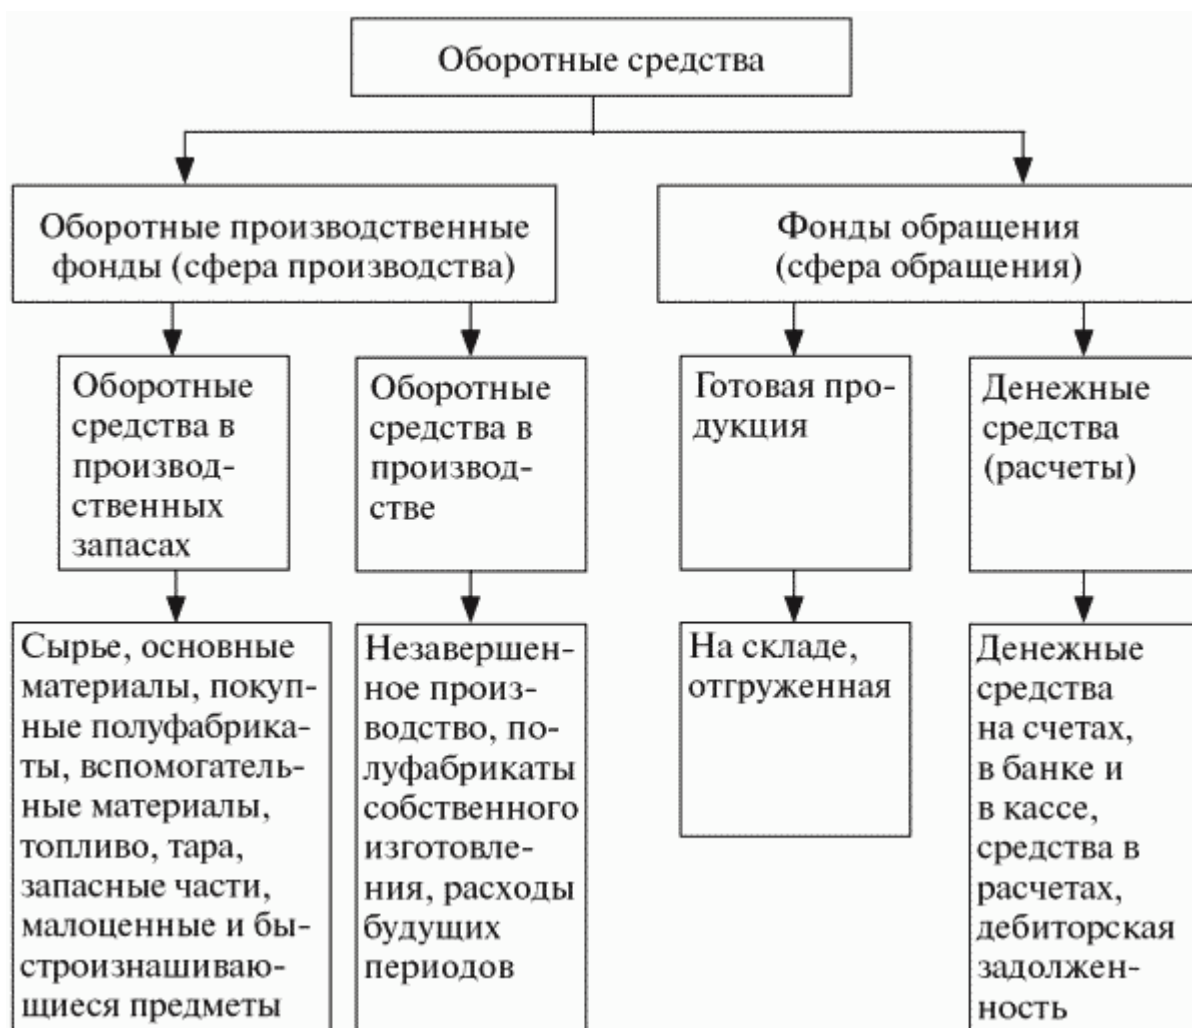 Оборотные средства
Оборотные производственные
фонды (сфера производства)
Фонды обращения
(сфера обращения)
Оборотные
средства в
производ-
ственных
запасах
Оборотные
средства в
производ-
стве
Готовая про-
дукция
Денежные
средства
(расчеты)
Сырье, основные
материалы, покуп-
ные полуфабрика-
ты, вспомогатель-
ные материалы,
топливо, тара,
запасные части,
малоценные и бы-
строизнашиваю-
щиеся предметы
Незавершен-
ное произ-
водство, по-
луфабрикаты
собственного
изготовле-
ния, расходы
будущих
периодов
На складе,
отгруженная
Денежные
средства
на счетах,
в банке и
в кассе,
средства в
расчетах,
дебиторская
задолжен-
ность